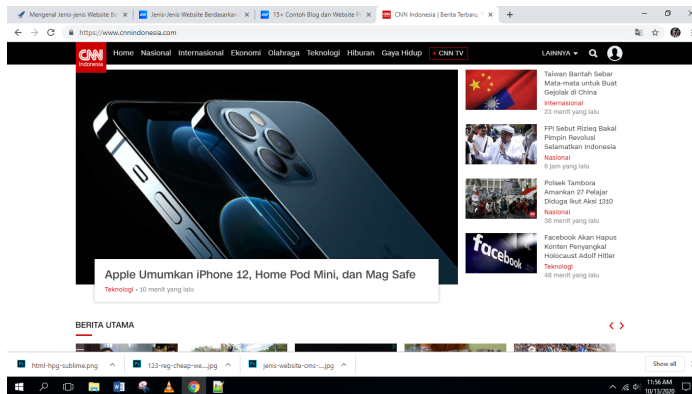 Mengenal Jenis-jenis Website Be
Jenis-Jenis Website Berdasarkan
15+ Contoh Blog dan Website Pi
CNN Indonesia | Berita Terbaru, T
https://www.cnnindonesia.com
CNN
Indonesia
Home Nasional Internasional Ekonomi Olahraga Teknologi Hiburan Gaya Hidup CNN TV LAINNYA
Apple Umumkan iPhone 12, Home Pod Mini, dan Mag Safe
Teknologi • 10 menit yang lalu
Taiwan Bantah Sebar
Mata-mata untuk Buat
Gejolak di China
Internasional
23 menit yang lalu
FPI Sebut Rizieq Bakal
Pimpin Revolusi
Selamatkan Indonesia
Nasional
6 jam yang lalu
Polsek Tambora
Amankan 27 Pelajar
Diduga Ikut Aksi 1310
Nasional
38 menit yang lalu
facebook
Facebook Akan Hapus
Konten Penyangkal
Holocaust Adolf Hitler
Teknologi
48 menit yang lalu
BERITA UTAMA
html-hpg-sublime.png
123-reg-cheap-we....jpg
jenis-website-cms-....jpg
Show all
11:56 AM
10/13/2020